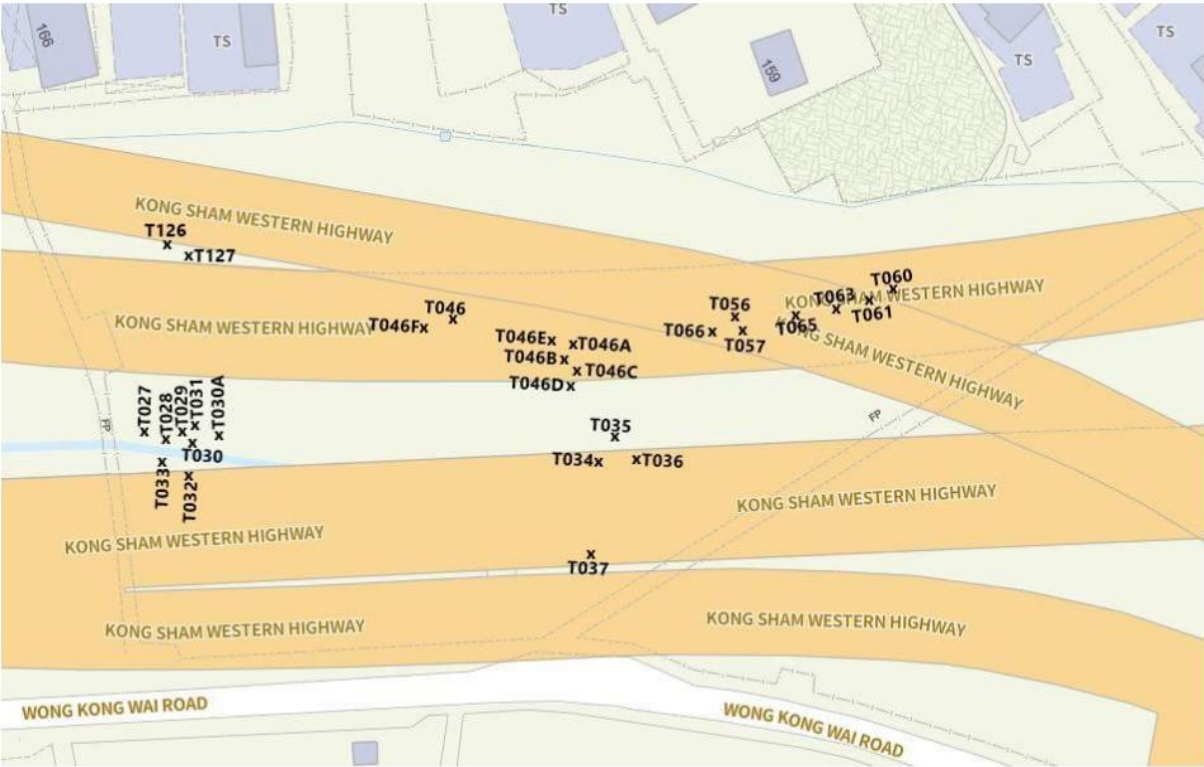 166
TS
TS
159
TS
TS
KONG SHAM WESTERN HIGHWAY
T126
T127
T060
KONG SHAM WESTERN HIGHWAY
T063
T061
T056
T046
T066
T065
T057
KONG SHAM WESTERN HIGHWAY
T046F
T046E
T046A
T046B
T046C
T046D
KONG SHAM WESTERN HIGHWAY
T027
T028
T029
T031
T030A
FP
FP
T035
T030
T034
T036
T033
T032
KONG SHAM WESTERN HIGHWAY
KONG SHAM WESTERN HIGHWAY
T037
KONG SHAM WESTERN HIGHWAY
KONG SHAM WESTERN HIGHWAY
WONG KONG WAI ROAD
WONG KONG WAI ROAD